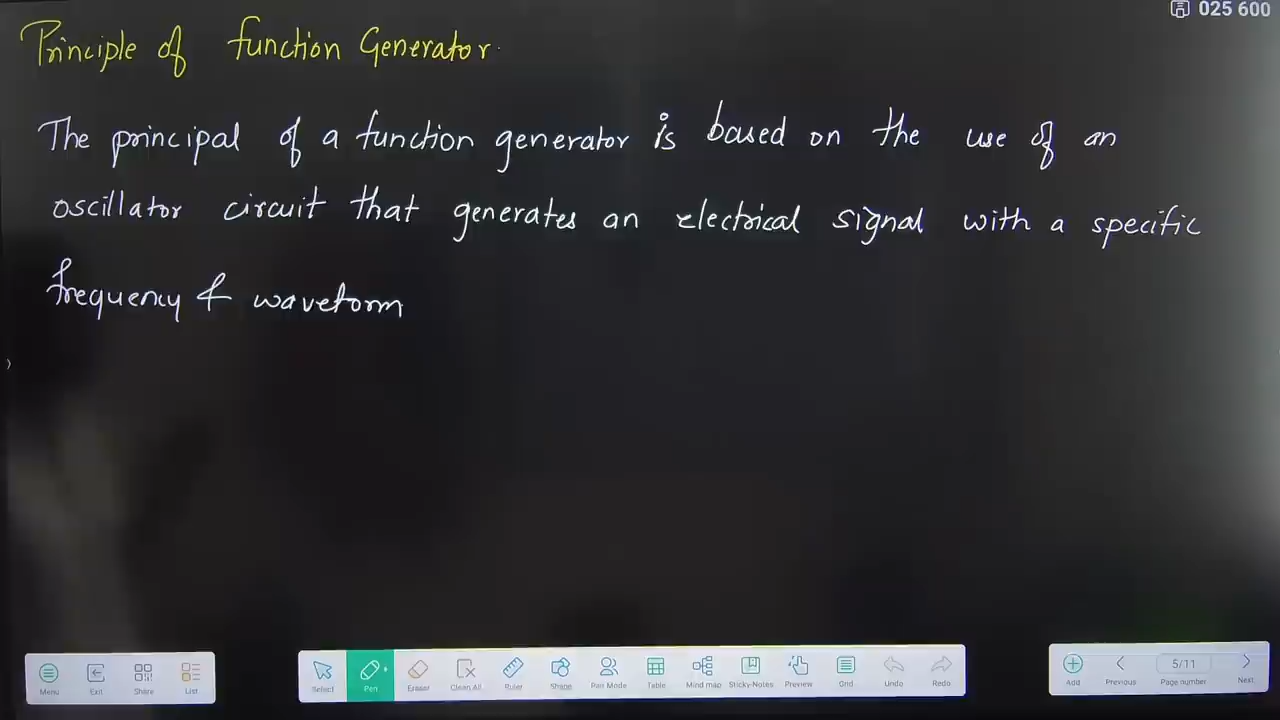 025 600
Principle of function Generator.
The principal of a function generator is based on the use of an
oscillator circuit that generates an electrical signal with a specific
frequency & waveform
Menu Exit Share List
Select Pen Eraser Clean All Ruler Shape Pen Mode Table Mind map Sticky-Notes Preview Grid Undo Redo
5/11
Add Previous Page number Next